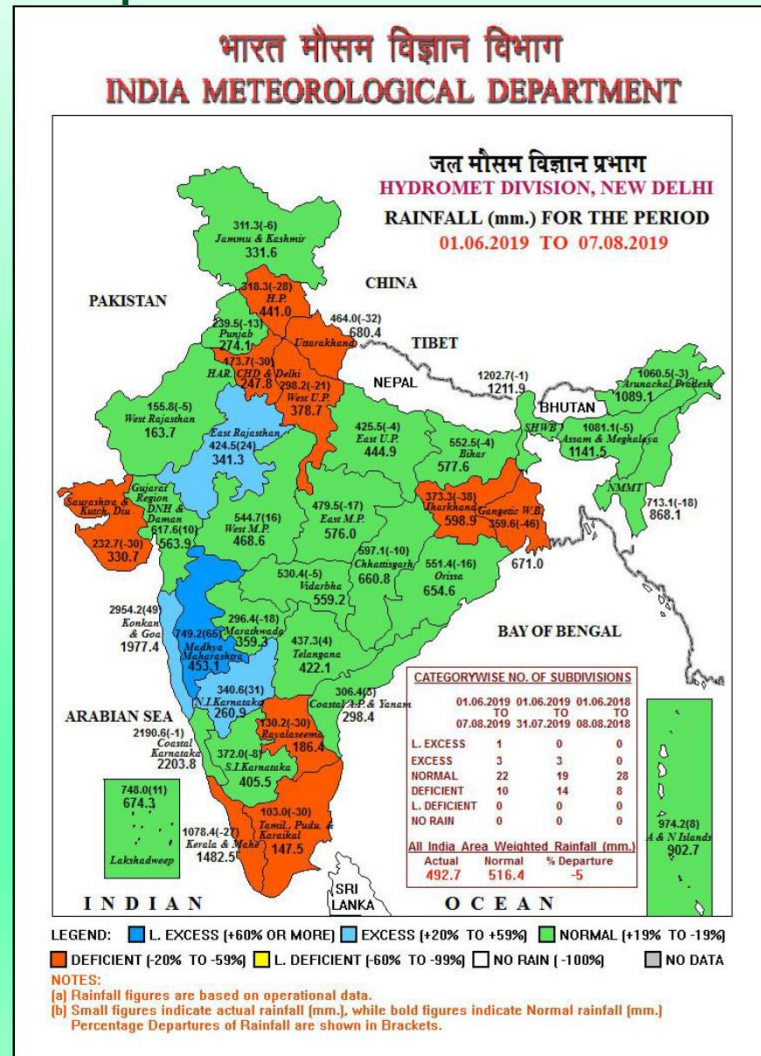 भारत मौसम विज्ञान विभाग
INDIA METEOROLOGICAL DEPARTMENT
जल मौसम विज्ञान प्रभाग
HYDROMET DIVISION, NEW DELHI
RAINFALL (mm.) FOR THE PERIOD
01.06.2019 TO 07.08.2019
311.3(-6)
Jammu & Kashmir
331.6
CHINA
318.3(-28)
H.P.
441.0
PAKISTAN
464.0(-32)
680.4
Uttarakhand
239.5(-13)
Punjab
274.1
TIBET
173.7(-30)
HAR. CHD & Delhi
247.8
298.2(-21)
West U.P.
378.7
NEPAL
1202.7(-1)
1211.9
1060.5(-3)
Arunachal Pradesh
1089.1
BHUTAN
155.8(-5)
West Rajasthan
163.7
East Rajasthan
424.5(24)
341.3
425.5(-4)
East U.P.
444.9
552.5(-4)
Bihar
577.6
SHWB
1081.1(-5)
Assam & Meghalaya
1141.5
NMMT
713.1(-18)
868.1
Saurashtra &
Kutch, Diu
232.7(-30)
330.7
Gujarat
Region
DNH &
Daman
617.6(10)
563.9
544.7(16)
West M.P.
468.6
479.5(-17)
East M.P.
576.0
373.3(-38)
Jharkhand
598.9
Gangetic W.B.
359.6(-46)
671.0
597.1(-10)
Chhattisgarh
660.8
551.4(-16)
Orissa
654.6
530.4(-5)
Vidarbha
559.2
2954.2(49)
Konkan
& Goa
1977.4
749.2(65)
Madhya
Maharashtra
453.1
296.4(-18)
Marathwada
359.3
437.3(4)
Telangana
422.1
BAY OF BENGAL
340.6(31)
N.I.Karnataka
260.9
306.4(3)
Coastal A.P. & Yanam
298.4
ARABIAN SEA
2190.6(-1)
Coastal
Karnataka
2203.8
130.2(-30)
Rayalaseema
186.4
372.0(-8)
S.I.Karnataka
405.5
748.0(11)
674.3
Lakshadweep
1078.4(-27)
Kerala & Mahe
1482.5
103.0(-30)
Tamil., Pudu. &
Karaikal
147.5
974.2(8)
A & N Islands
902.7
CATEGORYWISE NO. OF SUBDIVISIONS
01.06.2019 01.06.2019 01.06.2018
TO TO TO
07.08.2019 31.07.2019 08.08.2018
L. EXCESS 1 0 0
EXCESS 3 3 0
NORMAL 22 19 28
DEFICIENT 10 14 8
L. DEFICIENT 0 0 0
NO RAIN 0 0 0
All India Area Weighted Rainfall (mm.)
Actual Normal % Departure
492.7 516.4 -5
SRI
LANKA
INDIAN OCEAN
LEGEND: L. EXCESS (+60% OR MORE) EXCESS (+20% TO +59%) NORMAL (+19% TO -19%)
DEFICIENT (-20% TO -59%) L. DEFICIENT (-60% TO -99%) NO RAIN (-100%) NO DATA
NOTES:
(a) Rainfall figures are based on operational data.
(b) Small figures indicate actual rainfall (mm.), while bold figures indicate Normal rainfall (mm.)
Percentage Departures of Rainfall are shown in Brackets.